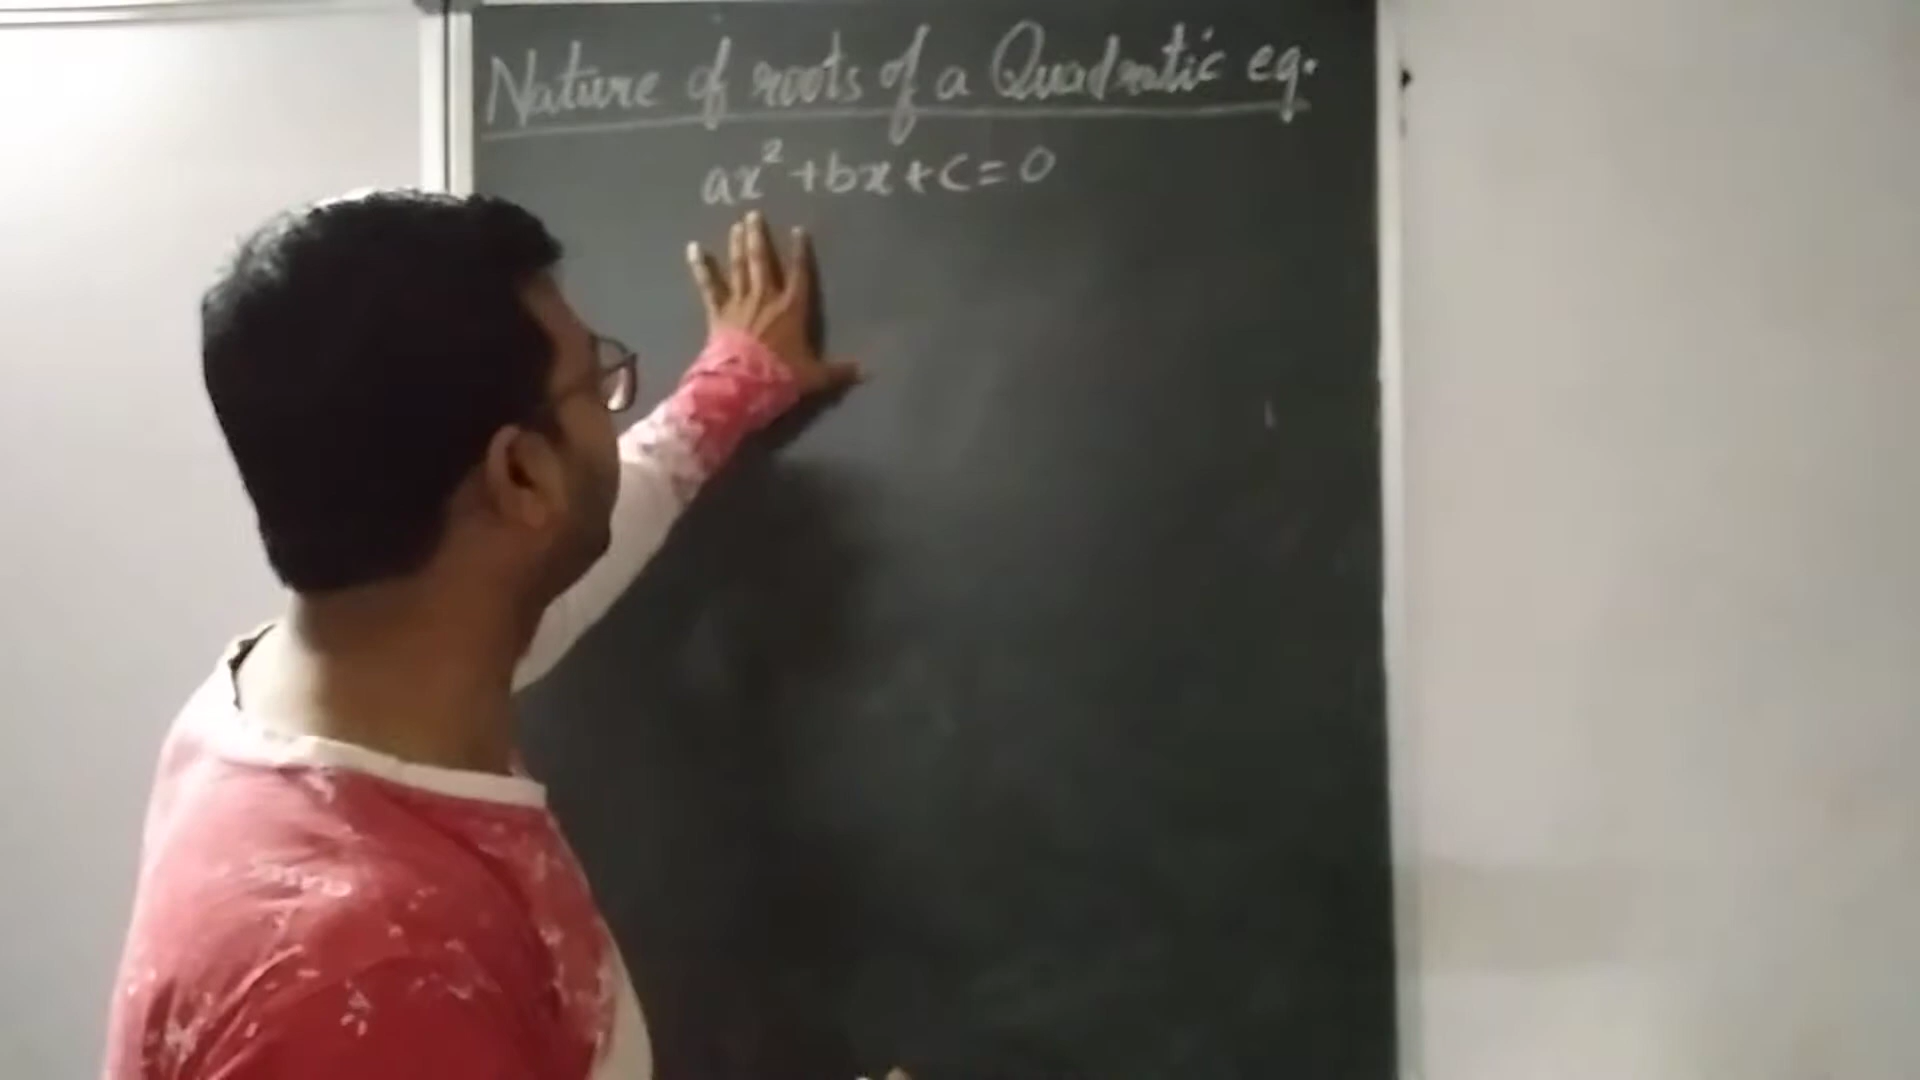 Nature of roots of a Quadratic eq.
ax²+bx+c=0